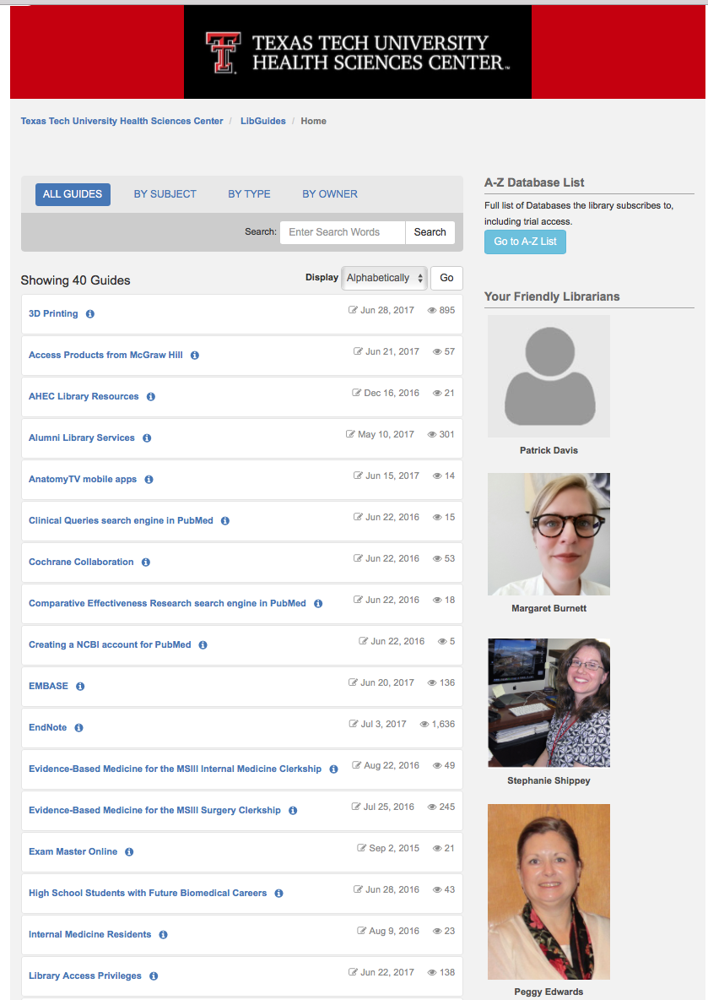 TEXAS TECH UNIVERSITY
HEALTH SCIENCES CENTER™
Texas Tech University Health Sciences Center / LibGuides / Home
ALL GUIDES BY SUBJECT BY TYPE BY OWNER
Search: Enter Search Words Search
Showing 40 Guides Display Alphabetically Go
3D Printing Jun 28, 2017 895
Access Products from McGraw Hill Jun 21, 2017 57
AHEC Library Resources Dec 16, 2016 21
Alumni Library Services May 10, 2017 301
AnatomyTV mobile apps Jun 15, 2017 14
Clinical Queries search engine in PubMed Jun 22, 2016 15
Cochrane Collaboration Jun 22, 2016 53
Comparative Effectiveness Research search engine in PubMed Jun 22, 2016 18
Creating a NCBI account for PubMed Jun 22, 2016 5
EMBASE Jun 20, 2017 136
EndNote Jul 3, 2017 1,636
Evidence-Based Medicine for the MSIII Internal Medicine Clerkship Aug 22, 2016 49
Evidence-Based Medicine for the MSIII Surgery Clerkship Jul 25, 2016 245
Exam Master Online Sep 2, 2015 21
High School Students with Future Biomedical Careers Jun 28, 2016 43
Internal Medicine Residents Aug 9, 2016 23
Library Access Privileges Jun 22, 2017 138
A-Z Database List
Full list of Databases the library subscribes to,
including trial access.
Go to A-Z List
Your Friendly Librarians
Patrick Davis
Margaret Burnett
Stephanie Shippey
Peggy Edwards